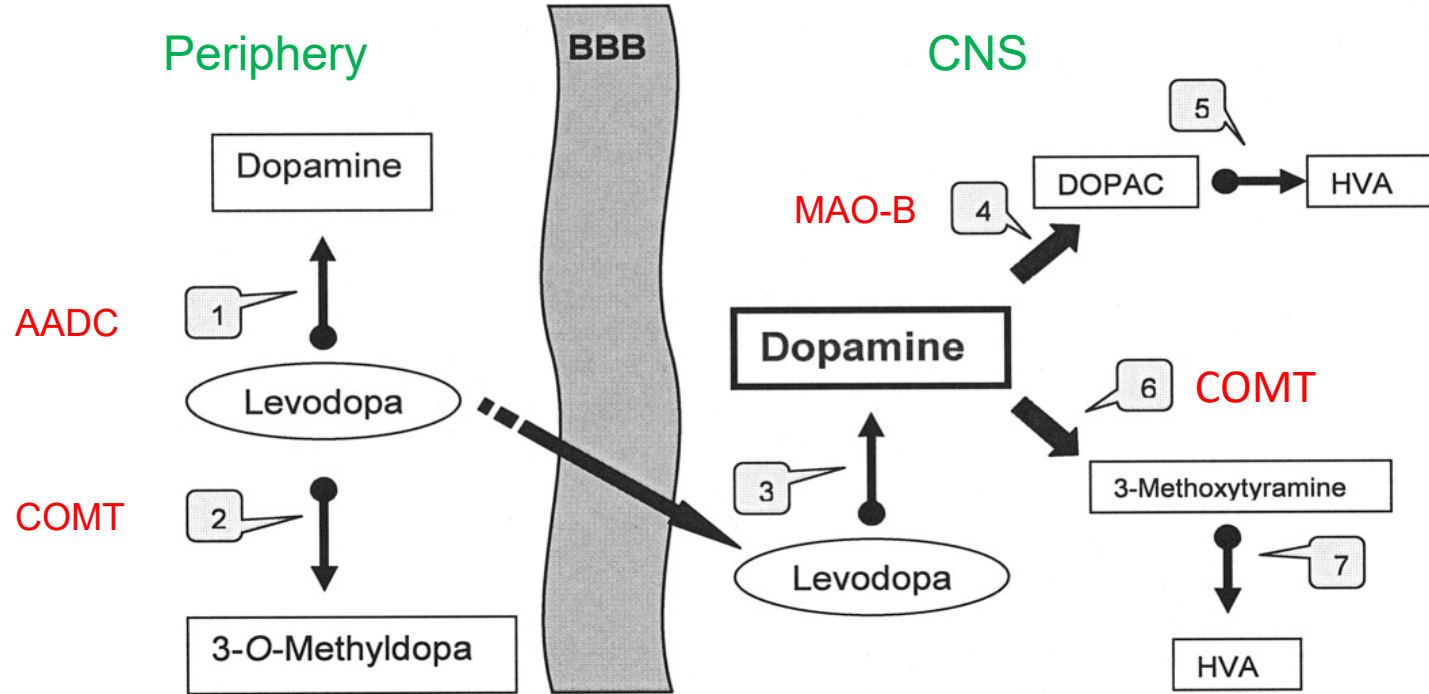 Periphery
BBB
CNS
5
Dopamine
DOPAC
HVA
MAO-B
4
1
AADC
Dopamine
Levodopa
6
COMT
3
3-Methoxytyramine
COMT
2
Levodopa
7
3-O-Methyldopa
HVA